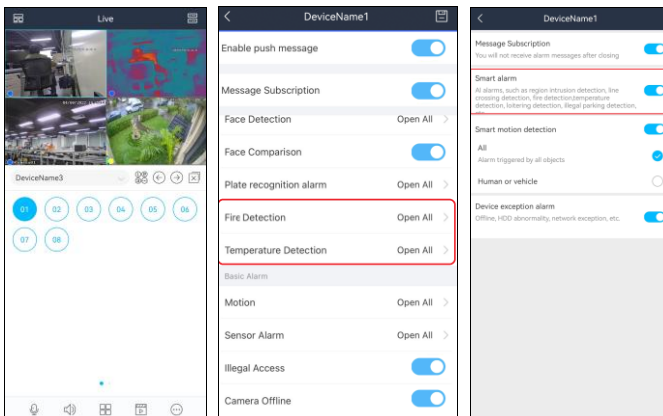 Live
DeviceName3
01 02 03 04 05 06
07 08
DeviceName1
Enable push message
Message Subscription
Face Detection Open All
Face Comparison
Plate recognition alarm Open All
Fire Detection Open All
Temperature Detection Open All
Basic Alarm
Motion Open All
Sensor Alarm Open All
Illegal Access
Camera Offline
DeviceName1
Message Subscription
You will not receive alarm messages after closing
Smart alarm
AI alarms, such as region intrusion detection, line
crossing detection, fire detection,temperature
detection, loitering detection, illegal parking detection,
Smart motion detection
All
Alarm triggered by all objects
Human or vehicle
Device exception alarm
Offline, HDD abnormality, network exception, etc.